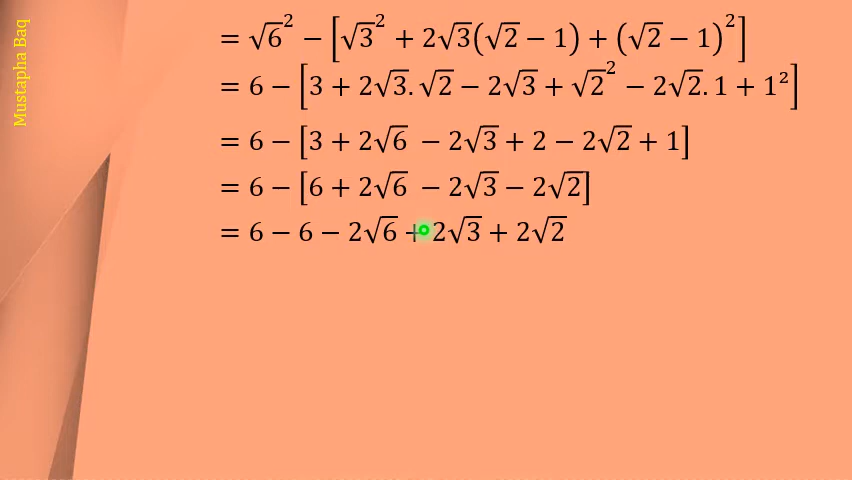 Mustapha Baq
= √6² − [√3² + 2√3(√2 − 1) + (√2 − 1)²]
= 6 − [3 + 2√3.√2 − 2√3 + √2² − 2√2.1 + 1²]
= 6 − [3 + 2√6 − 2√3 + 2 − 2√2 + 1]
= 6 − [6 + 2√6 − 2√3 − 2√2]
= 6 − 6 − 2√6 + 2√3 + 2√2